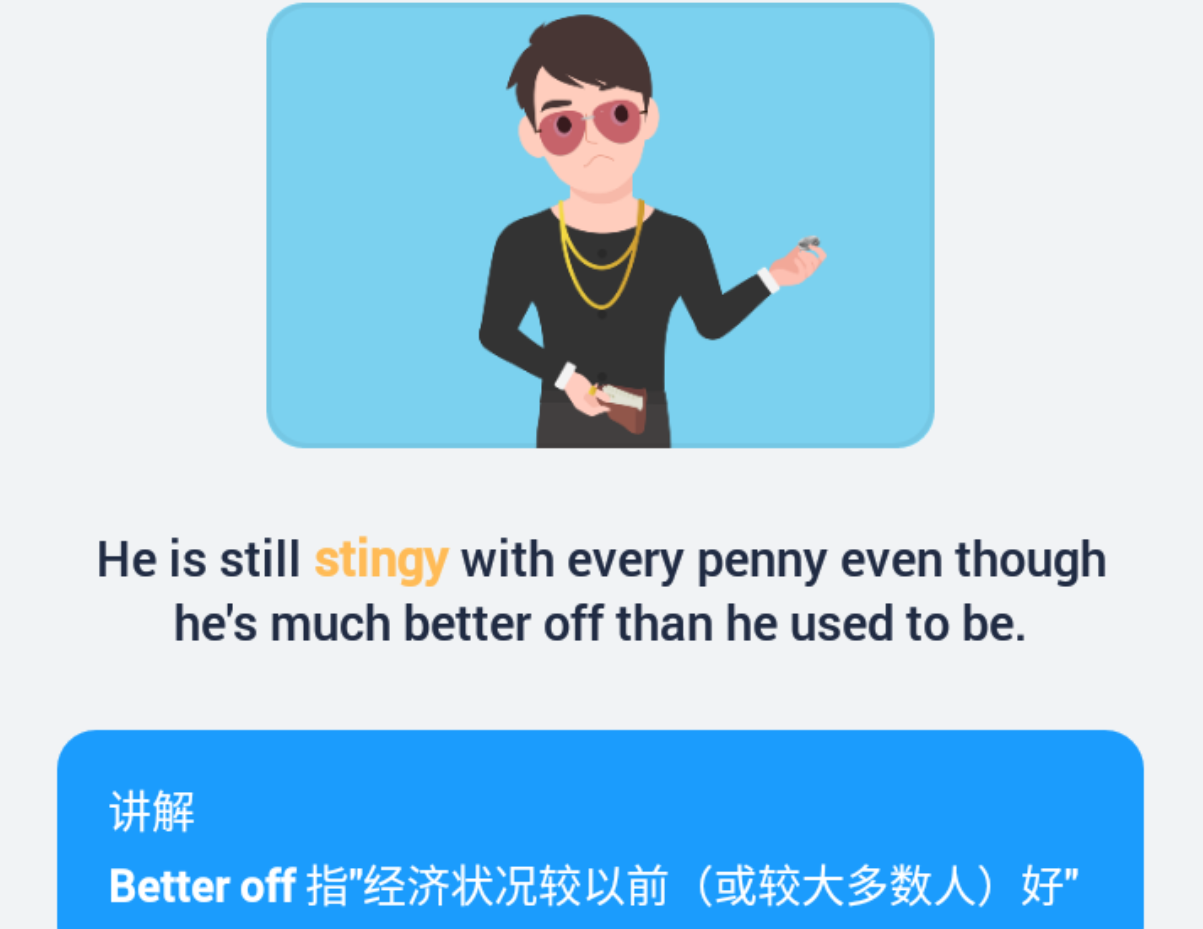 He is still stingy with every penny even though
he's much better off than he used to be.
讲解
Better off 指"经济状况较以前（或较大多数人）好"